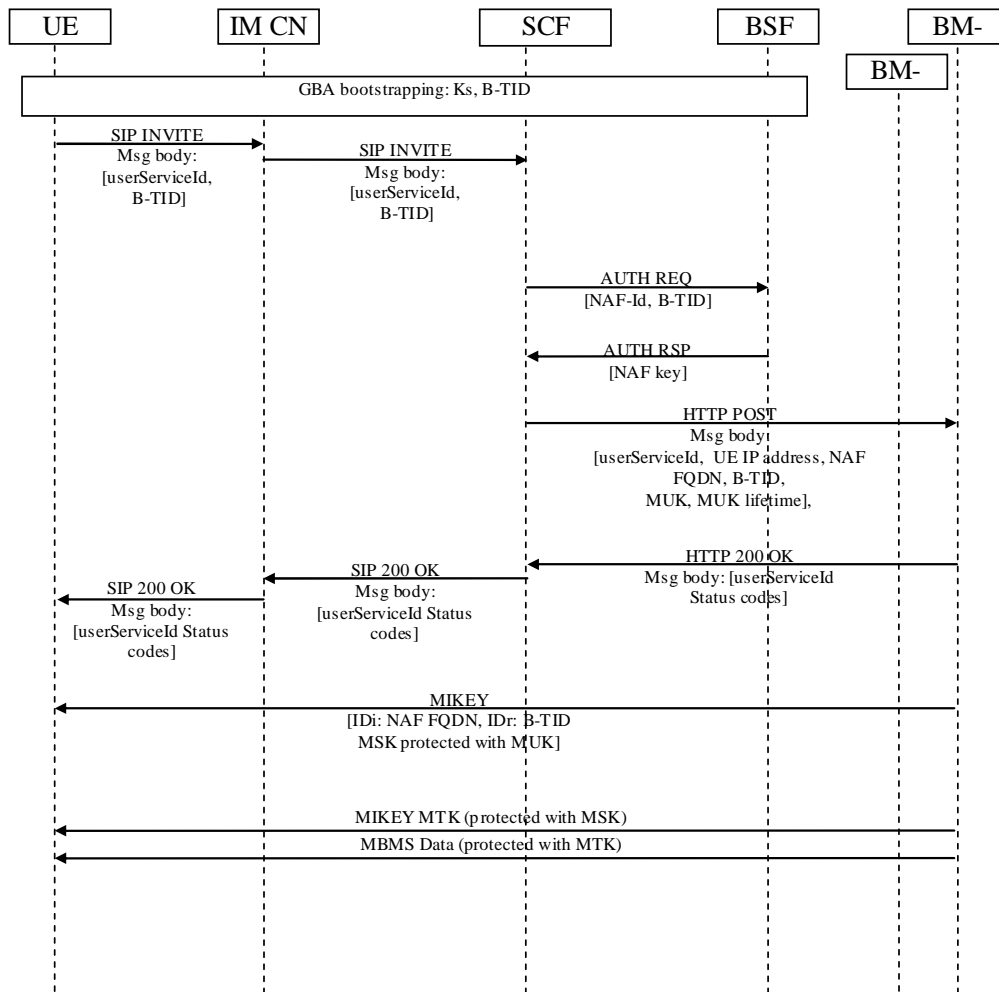 UE
IM CN
SCF
BSF
BM-
BM-
GBA bootstrapping: Ks, B-TID
SIP INVITE
Msg body:
[userServiceId,
B-TID]
SIP INVITE
Msg body:
[userServiceId,
B-TID]
AUTH REQ
[NAF-Id, B-TID]
AUTH RSP
[NAF key]
HTTP POST
Msg body
[userServiceId, UE IP address, NAF
FQDN, B-TID,
MUK, MUK lifetime],
HTTP 200 OK
Msg body: [userServiceId
Status codes]
SIP 200 OK
Msg body:
[userServiceId Status
codes]
SIP 200 OK
Msg body:
[userServiceId Status
codes]
MIKEY
[IDi: NAF FQDN, IDr: B-TID
MSK protected with MUK]
MIKEY MTK (protected with MSK)
MBMS Data (protected with MTK)